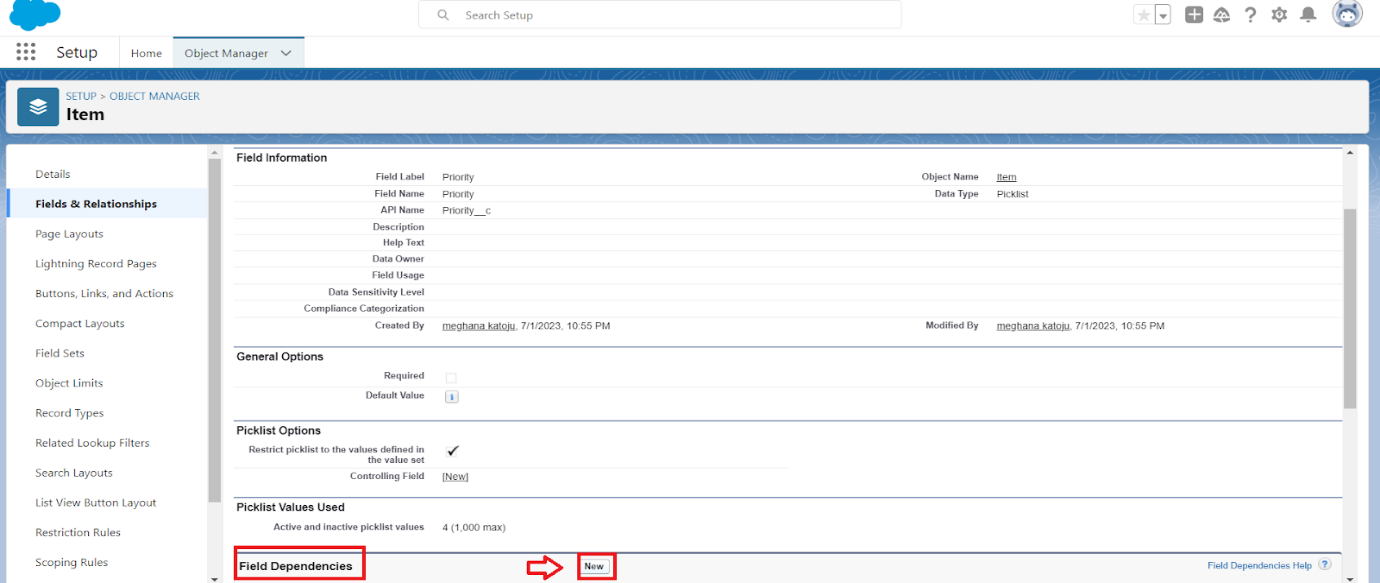 Search Setup
Setup
Home
Object Manager
SETUP > OBJECT MANAGER
Item
Details
Fields & Relationships
Page Layouts
Lightning Record Pages
Buttons, Links, and Actions
Compact Layouts
Field Sets
Object Limits
Record Types
Related Lookup Filters
Search Layouts
List View Button Layout
Restriction Rules
Scoping Rules
Field Information
Field Label Priority Object Name Item
Field Name Priority Data Type Picklist
API Name Priority__c
Description
Help Text
Data Owner
Field Usage
Data Sensitivity Level
Compliance Categorization
Created By meghana katoju, 7/1/2023, 10:55 PM Modified By meghana katoju, 7/1/2023, 10:55 PM
General Options
Required
Default Value
Picklist Options
Restrict picklist to the values defined in
the value set
Controlling Field [New]
Picklist Values Used
Active and inactive picklist values 4 (1,000 max)
Field Dependencies New Field Dependencies Help ?